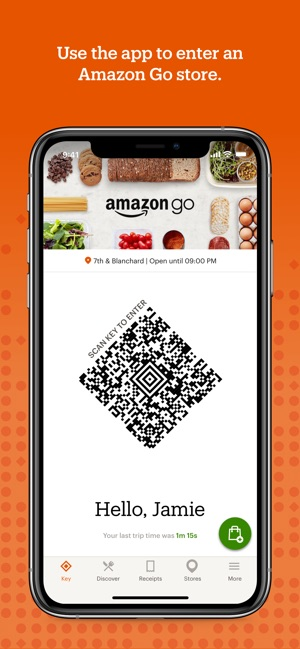 Use the app to enter an
Amazon Go store.
9:41
amazon go
7th & Blanchard | Open until 09:00 PM
SCAN KEY TO ENTER
Hello, Jamie
Your last trip time was 1m 15s
Key Discover Receipts Stores More